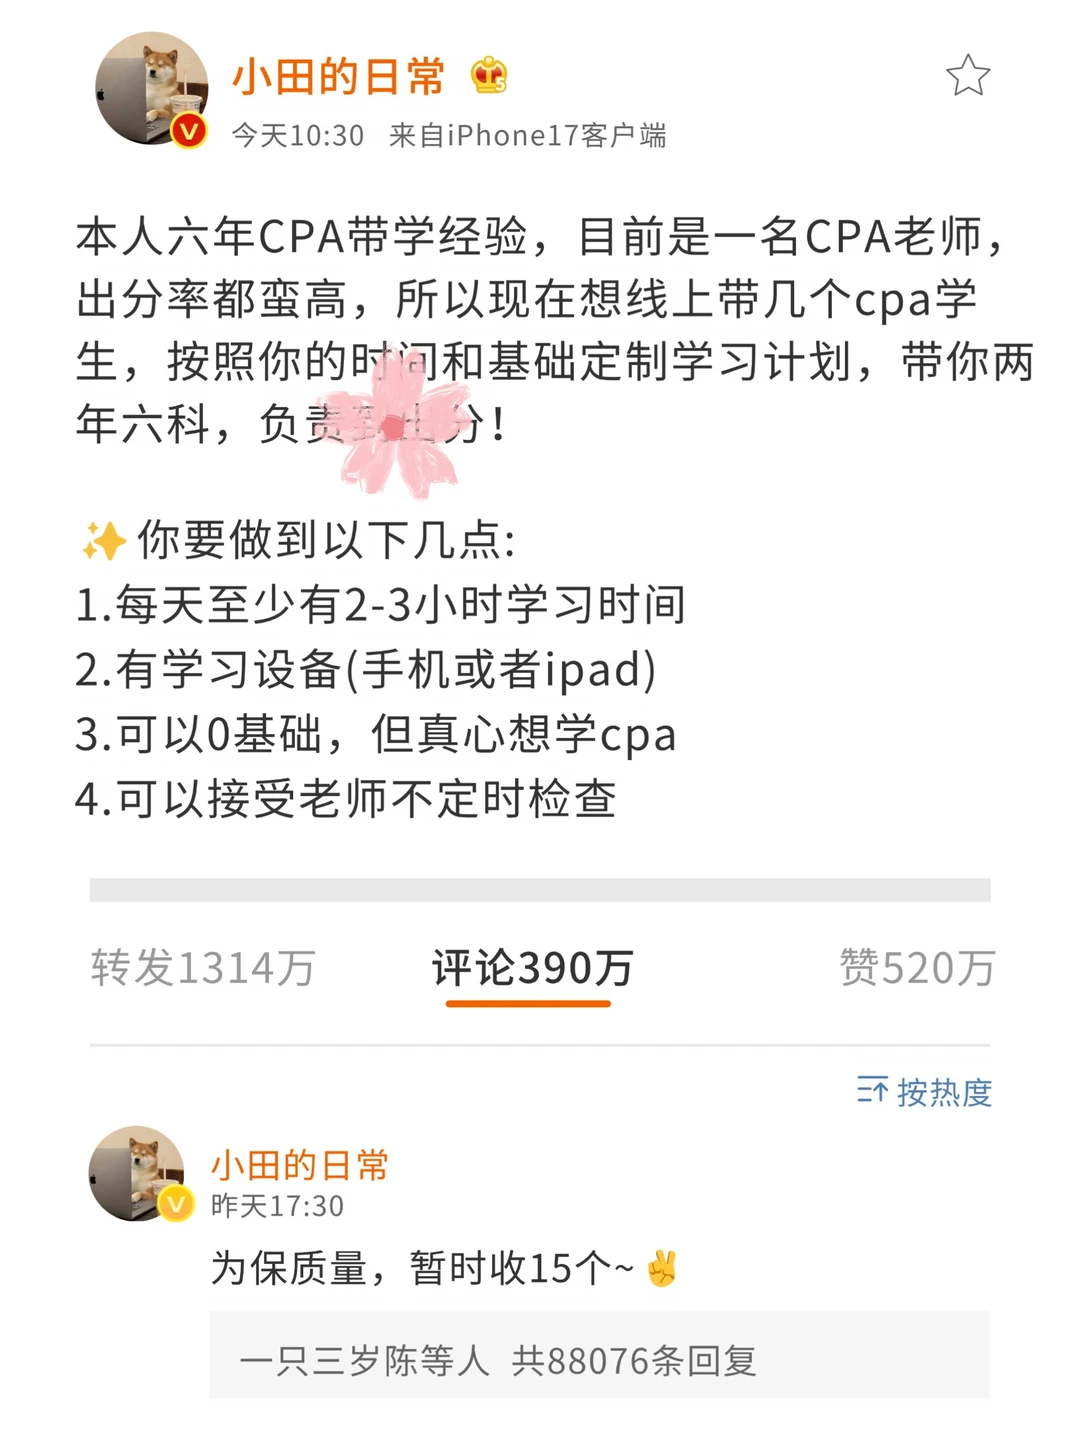 小田的日常
今天10:30 来自iPhone17客户端
本人六年CPA带学经验，目前是一名CPA老师，
出分率都蛮高，所以现在想线上带几个cpa学
生，按照你的时间和基础定制学习计划，带你两
年六科，负责到出分！
✨你要做到以下几点:
1.每天至少有2-3小时学习时间
2.有学习设备(手机或者ipad)
3.可以0基础，但真心想学cpa
4.可以接受老师不定时检查
转发1314万 评论390万 赞520万
按热度
小田的日常
昨天17:30
为保质量，暂时收15个~✌
一只三岁陈等人 共88076条回复